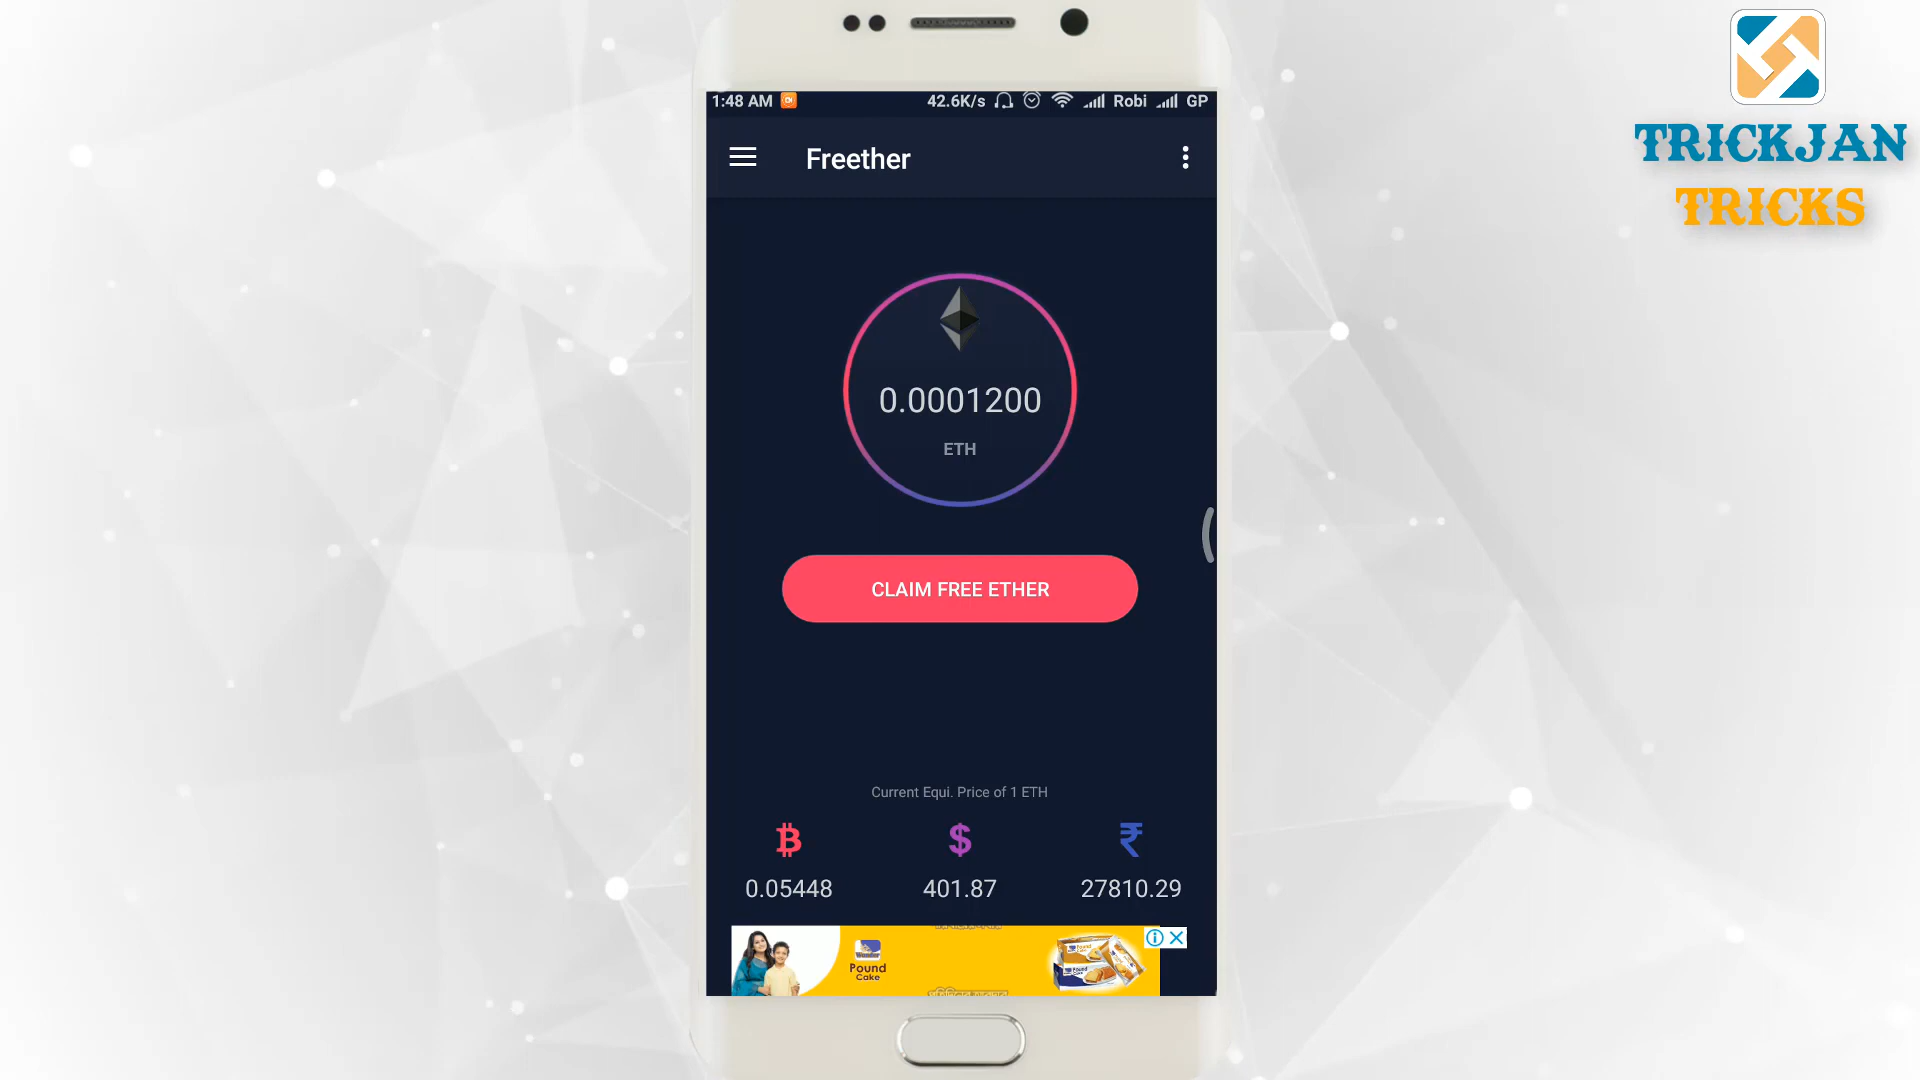 TRICKJAN
TRICKS
1:48 AM 42.6K/s Robi GP
Freether
0.0001200
ETH
CLAIM FREE ETHER
Current Equi. Price of 1 ETH
0.05448 401.87 27810.29
Wonder
Pound
Cake